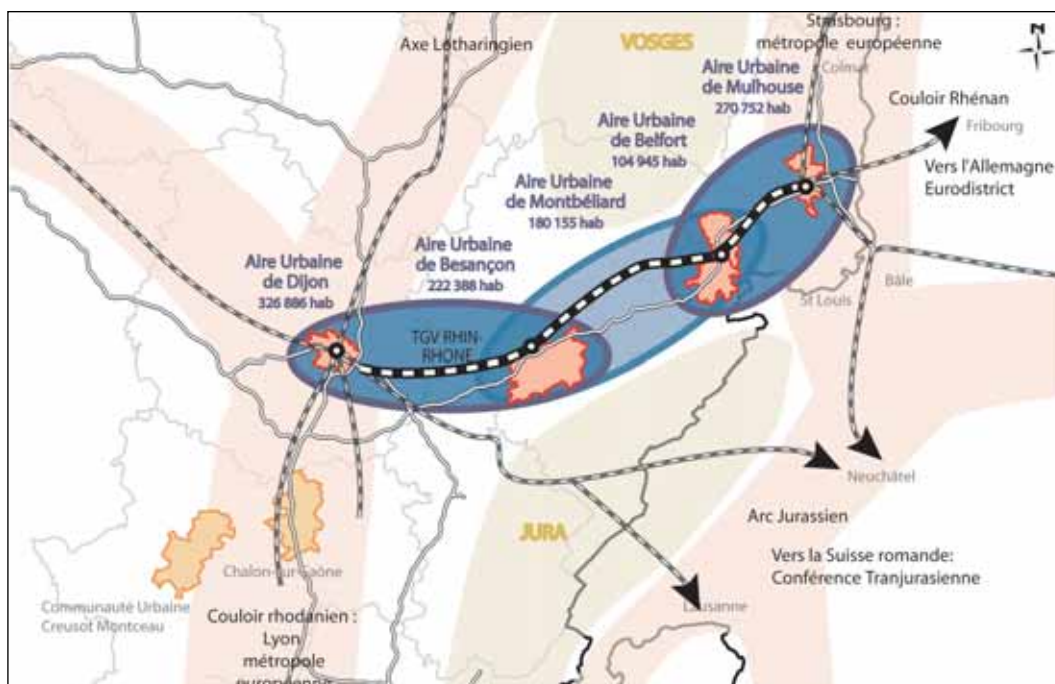 Strasbourg :
métropole européenne
N
Axe Lotharingien
VOSGES
Colmar
Aire Urbaine
de Mulhouse
270 752 hab
Couloir Rhénan
Fribourg
Aire Urbaine
de Belfort
104 945 hab
Vers l'Allemagne
Eurodistrict
Aire Urbaine
de Montbéliard
180 155 hab
Aire Urbaine
de Besançon
222 388 hab
Aire Urbaine
de Dijon
326 886 hab
Bâle
St Louis
TGV RHIN-
RHONE
Neuchâtel
JURA
Arc Jurassien
Vers la Suisse romande:
Conférence Tranjurasienne
Chalon-sur-Saône
Lausanne
Communauté Urbaine
Creusot Montceau
Couloir rhodanien :
Lyon
métropole
européenne